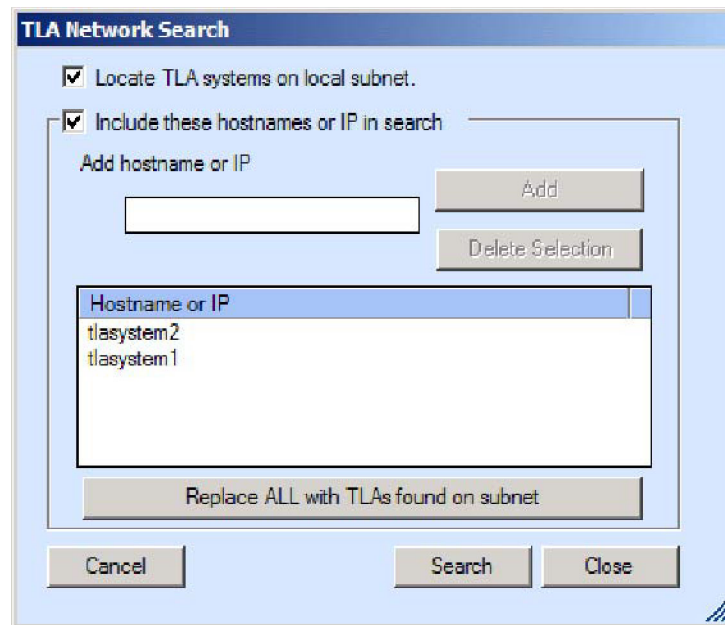 TLA Network Search
Locate TLA systems on local subnet.
Include these hostnames or IP in search
Add hostname or IP
Add
Delete Selection
Hostname or IP
tlasystem2
tlasystem1
Replace ALL with TLAs found on subnet
Cancel
Search
Close